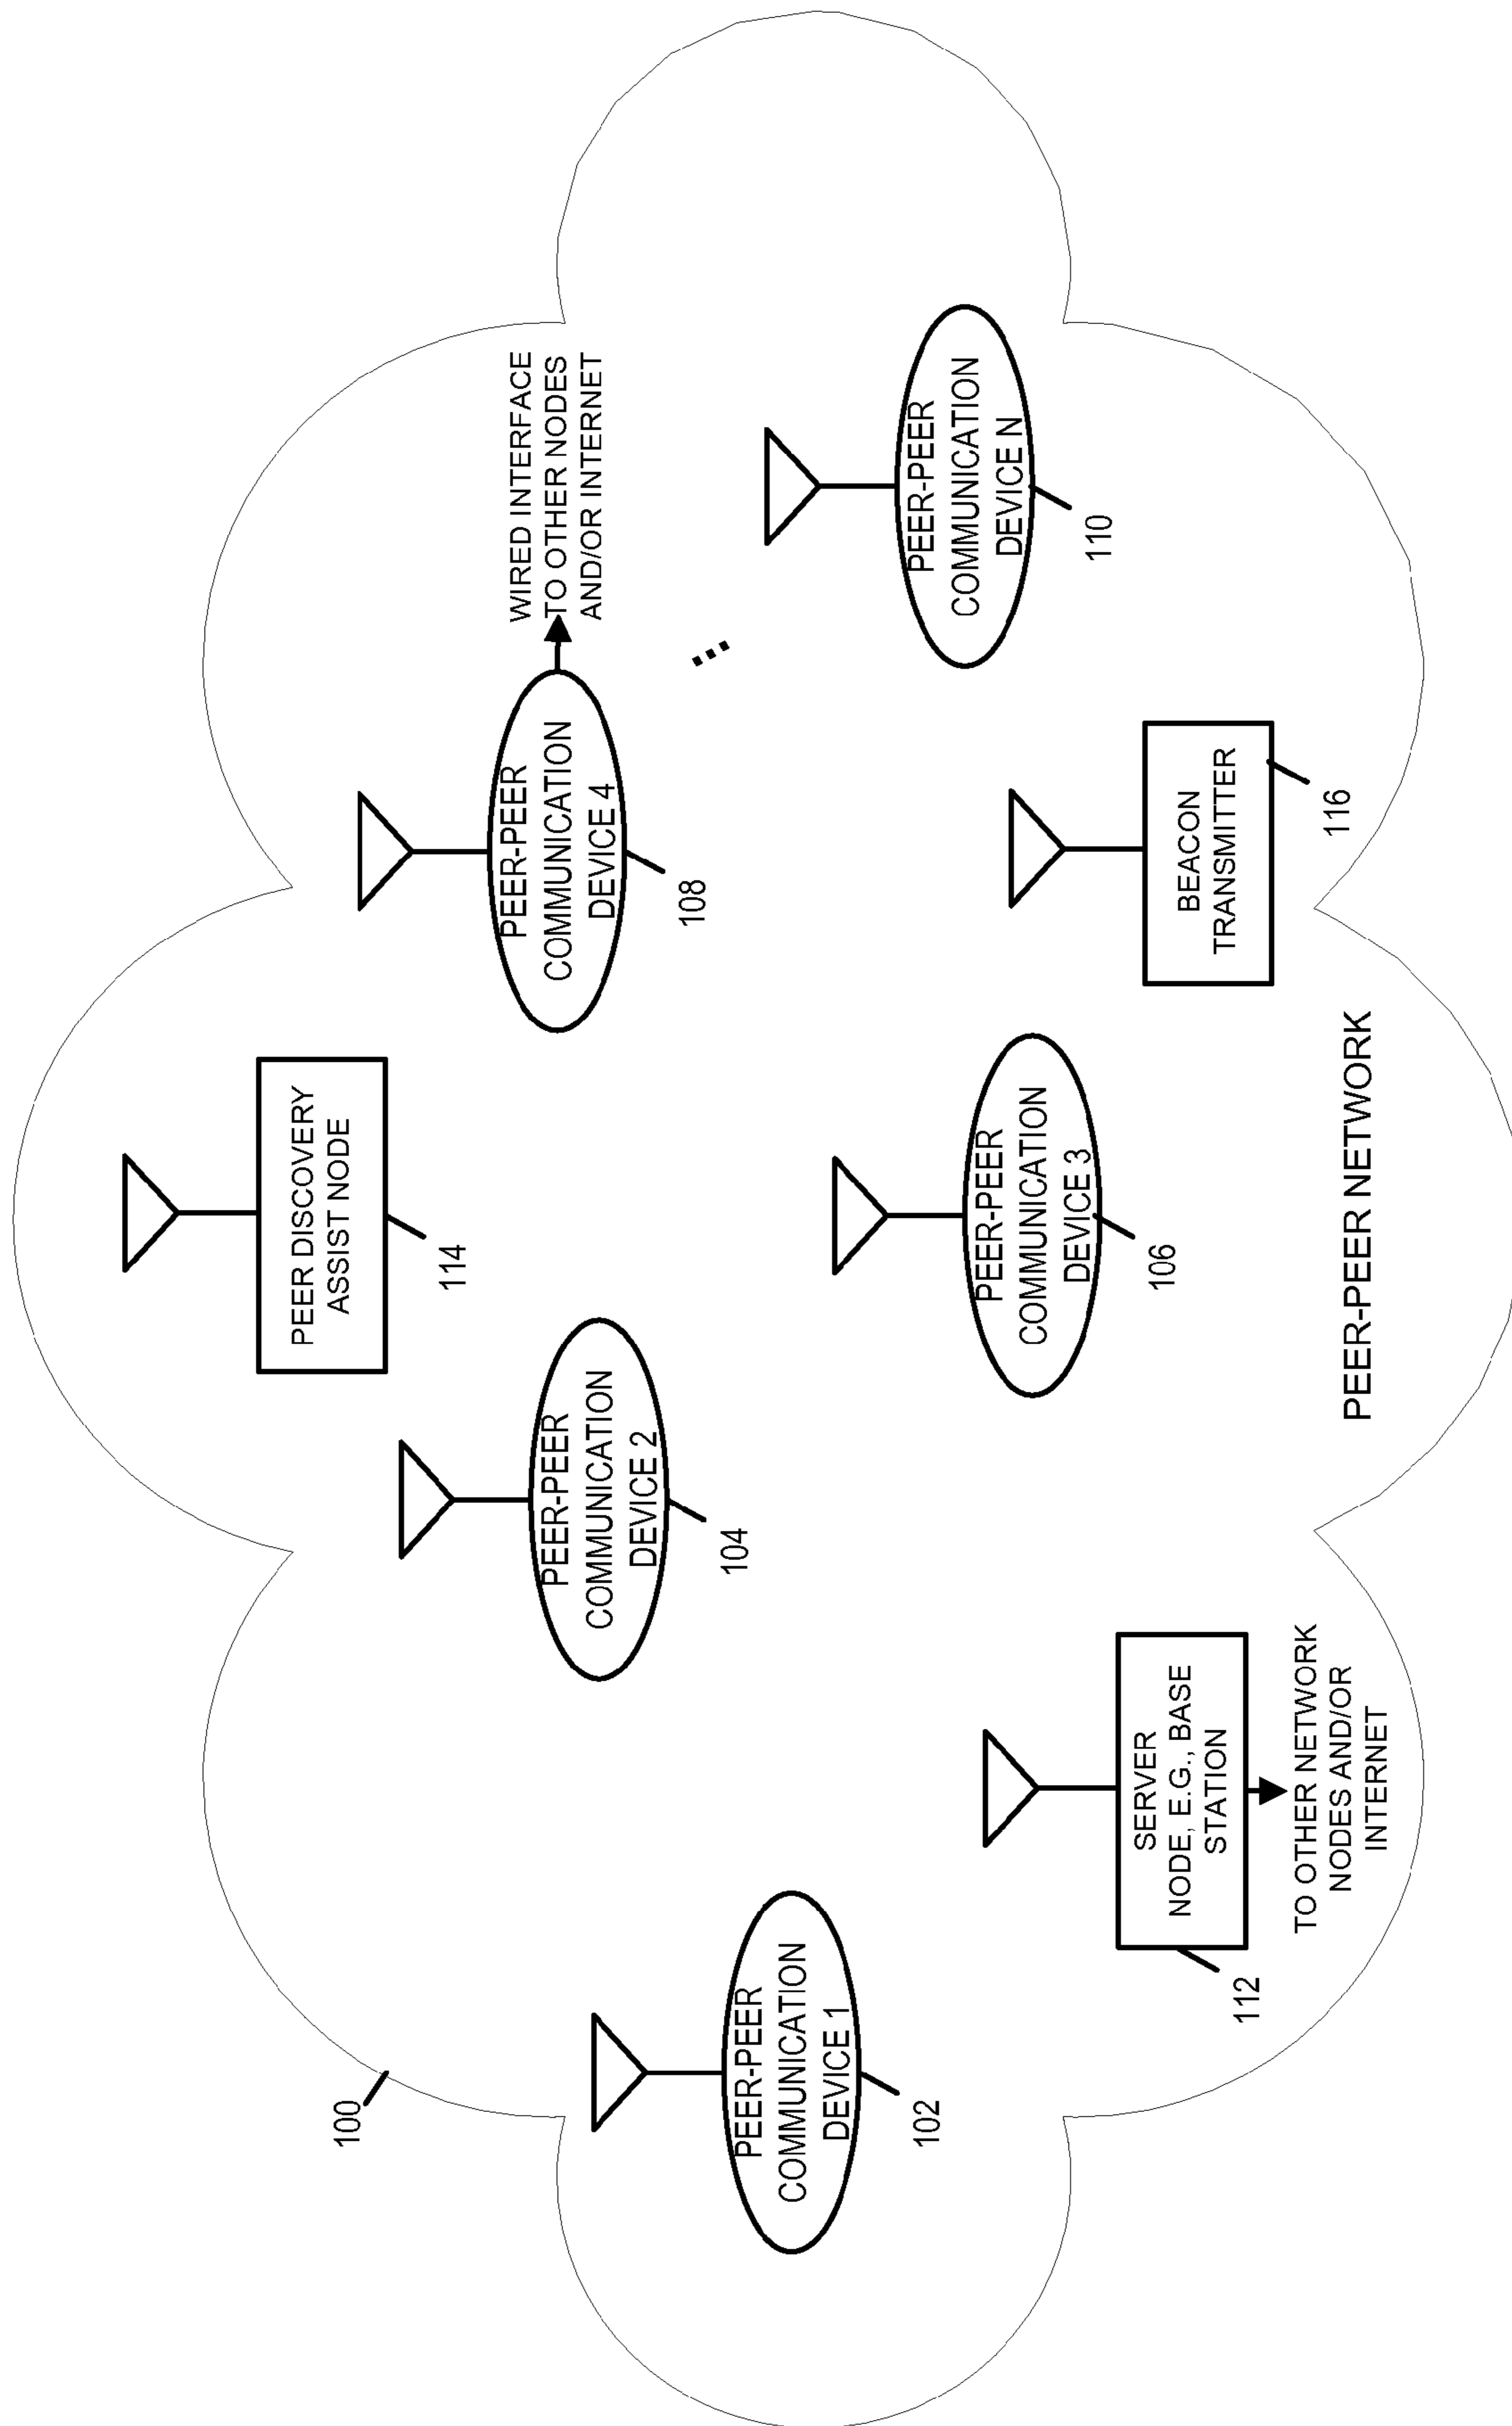 100
PEER DISCOVERY
ASSIST NODE
114
PEER-PEER
COMMUNICATION
DEVICE 4
108
WIRED INTERFACE
TO OTHER NODES
AND/OR INTERNET
PEER-PEER
COMMUNICATION
DEVICE 2
104
PEER-PEER
COMMUNICATION
DEVICE 1
102
PEER-PEER
COMMUNICATION
DEVICE 3
106
PEER-PEER
COMMUNICATION
DEVICE N
110
SERVER
NODE, E.G., BASE
STATION
112
TO OTHER NETWORK
NODES AND/OR
INTERNET
BEACON
TRANSMITTER
116
PEER-PEER NETWORK